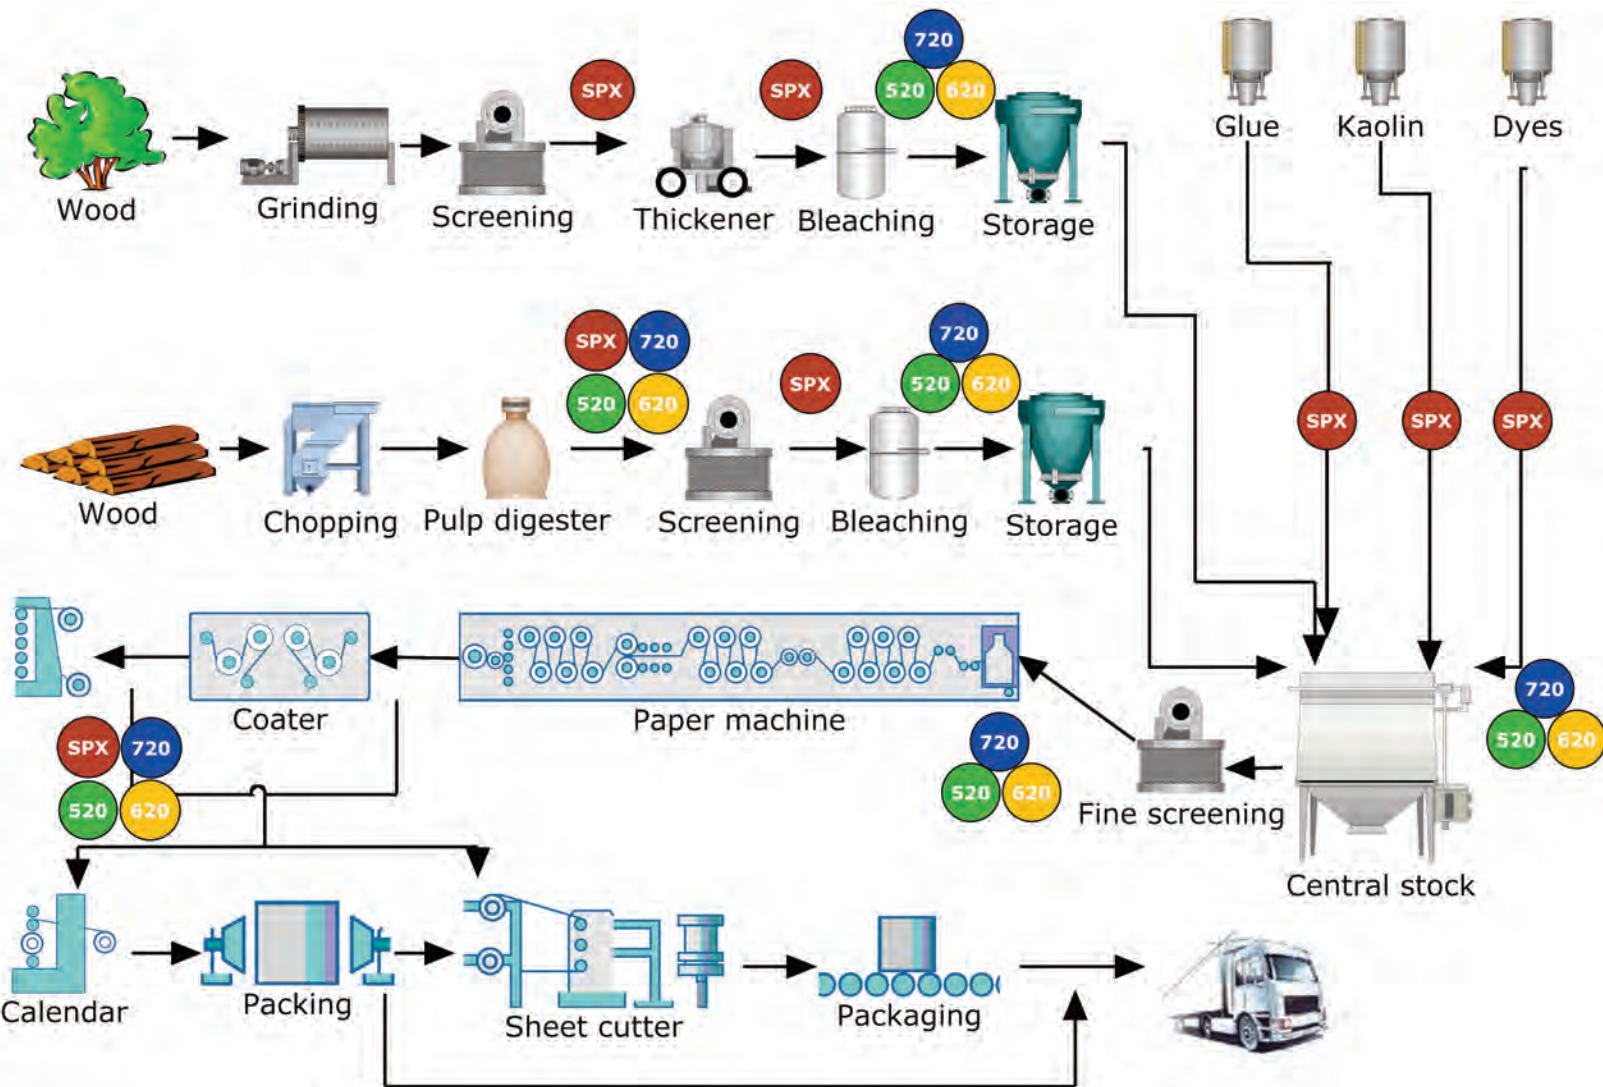 720
SPX
SPX
520
620
Glue
Kaolin
Dyes
Wood
Grinding
Screening
Thickener
Bleaching
Storage
SPX
720
720
520
620
SPX
520
620
SPX
SPX
SPX
Wood
Chopping
Pulp digester
Screening
Bleaching
Storage
Coater
Paper machine
720
520
620
SPX
720
720
520
620
520
620
Fine screening
Central stock
Calendar
Packing
Sheet cutter
Packaging